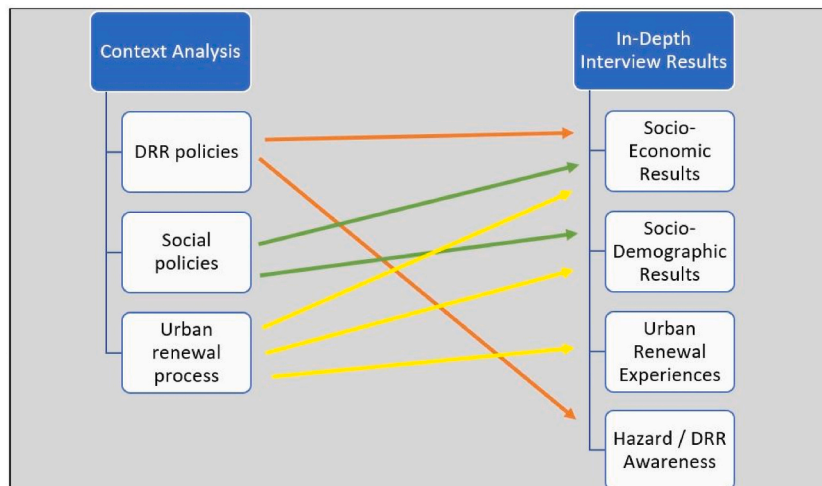 Context Analysis
DRR policies
Social
policies
Urban
renewal
process
In-Depth
Interview Results
Socio-
Economic
Results
Socio-
Demographic
Results
Urban
Renewal
Experiences
Hazard / DRR
Awareness